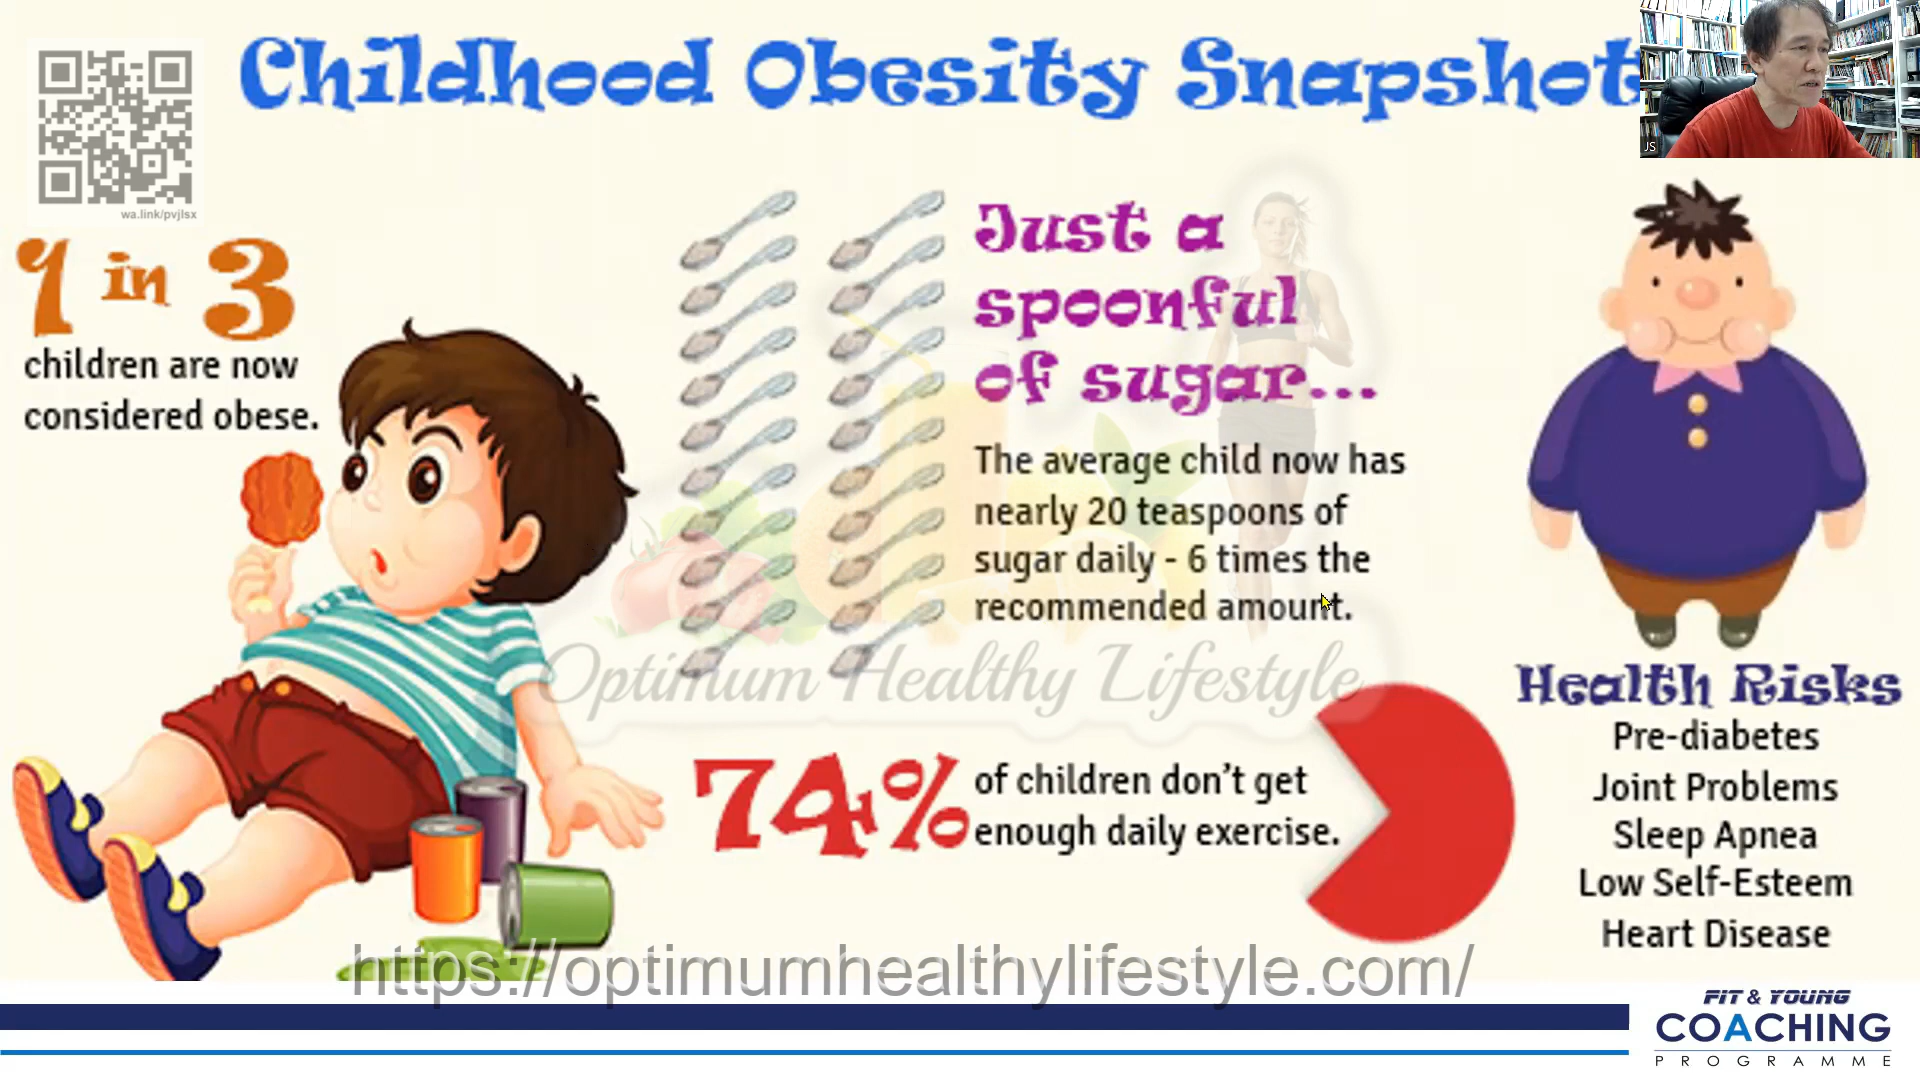 Childhood Obesity Snapshot
JS
wa.link/pvjlsx
1 in 3
children are now
considered obese.
Just a
spoonful
of sugar...
The average child now has
nearly 20 teaspoons of
sugar daily - 6 times the
recommended amount.
Optimum Healthy Lifestyle
74%
of children don't get
enough daily exercise.
Health Risks
Pre-diabetes
Joint Problems
Sleep Apnea
Low Self-Esteem
Heart Disease
https://optimumhealthylifestyle.com/
FIT & YOUNG
COACHING
PROGRAMME